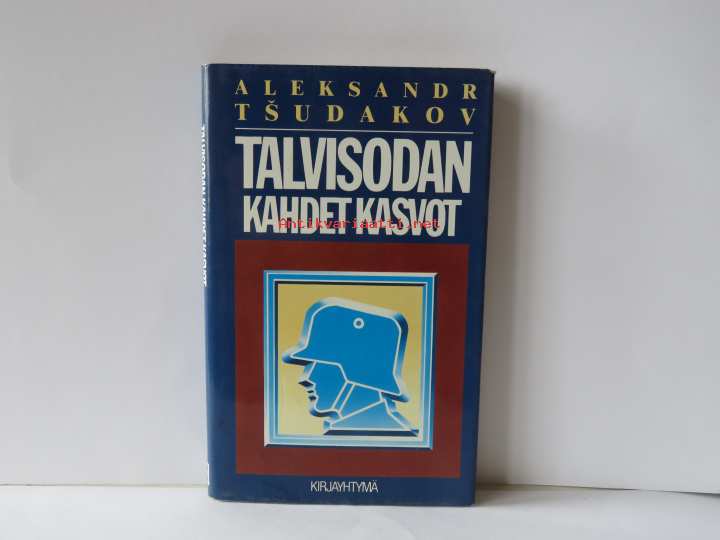 ALEKSANDR
TŠUDAKOV
TALVISODAN
KAHDET KASVOT
Antikvariaatti.net
KIRJAYHTYMÄ
TALVISODAN KAHDET KASVOT